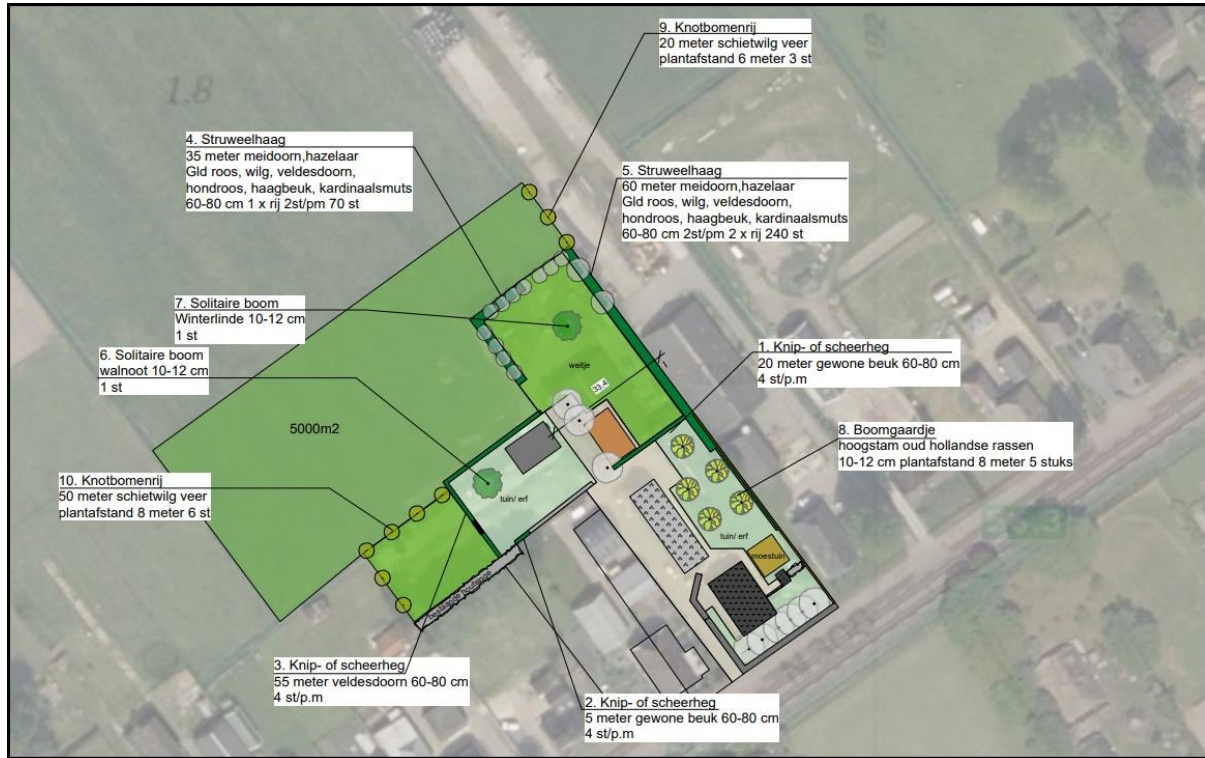 9. Knotbomenrij
20 meter schietwilg veer
plantafstand 6 meter 3 st
192
1.8
4. Struweelhaag
35 meter meidoorn,hazelaar
Gld roos, wilg, veldesdoorn,
hondroos, haagbeuk, kardinaalsmuts
60-80 cm 1 x rij 2st/pm 70 st
5. Struweelhaag
60 meter meidoorn,hazelaar
Gld roos, wilg, veldesdoorn,
hondroos, haagbeuk, kardinaalsmuts
60-80 cm 2st/pm 2 x rij 240 st
7. Solitaire boom
Winterlinde 10-12 cm
1 st
6. Solitaire boom
walnoot 10-12 cm
1 st
weitje
33,4
1. Knip- of scheerheg
20 meter gewone beuk 60-80 cm
4 st/p.m
5000m2
8. Boomgaardje
hoogstam oud hollandse rassen
10-12 cm plantafstand 8 meter 5 stuks
10. Knotbomenrij
50 meter schietwilg veer
plantafstand 8 meter 6 st
tuin/ erf
tuin/ erf
moestuin
3. Knip- of scheerheg
55 meter veldesdoorn 60-80 cm
4 st/p.m
2. Knip- of scheerheg
5 meter gewone beuk 60-80 cm
4 st/p.m